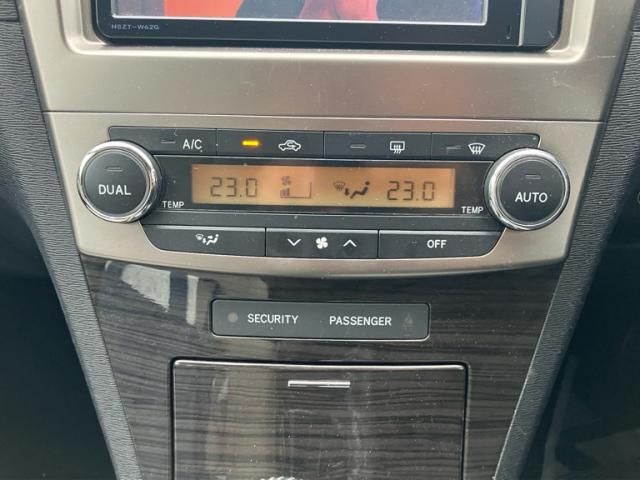 NSZT-W62G
A/C
DUAL TEMP 23.0 23.0 TEMP AUTO
OFF
SECURITY PASSENGER